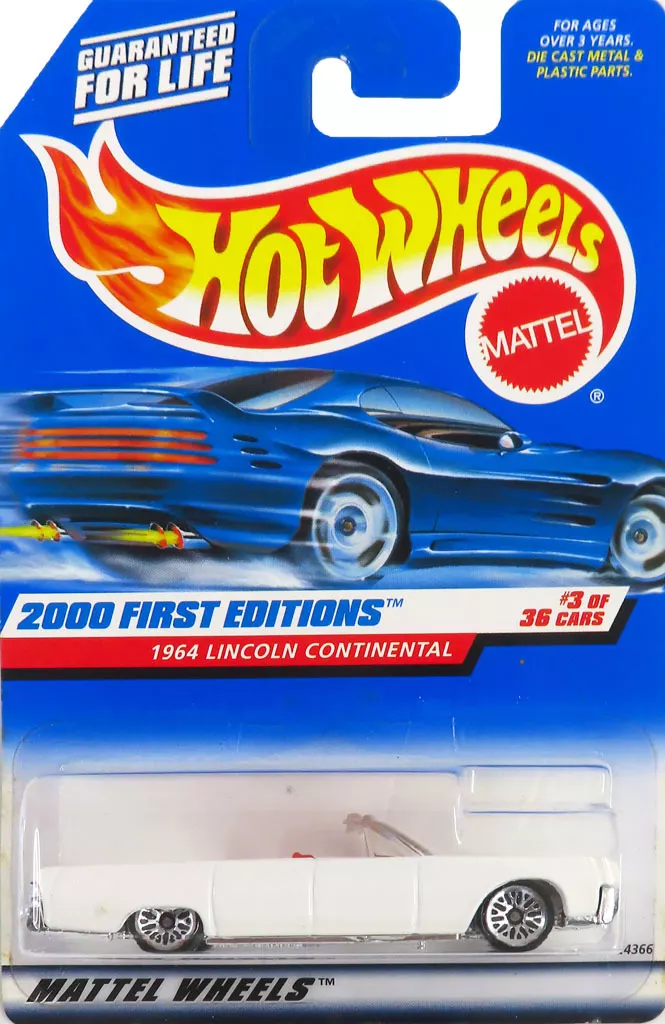 GUARANTEED
FOR LIFE
FOR AGES
OVER 3 YEARS.
DIE CAST METAL &
PLASTIC PARTS.
HOT WHEELS
MATTEL
®
2000 FIRST EDITIONS™
#3 OF
36 CARS
1964 LINCOLN CONTINENTAL
.4366
MATTEL WHEELS™